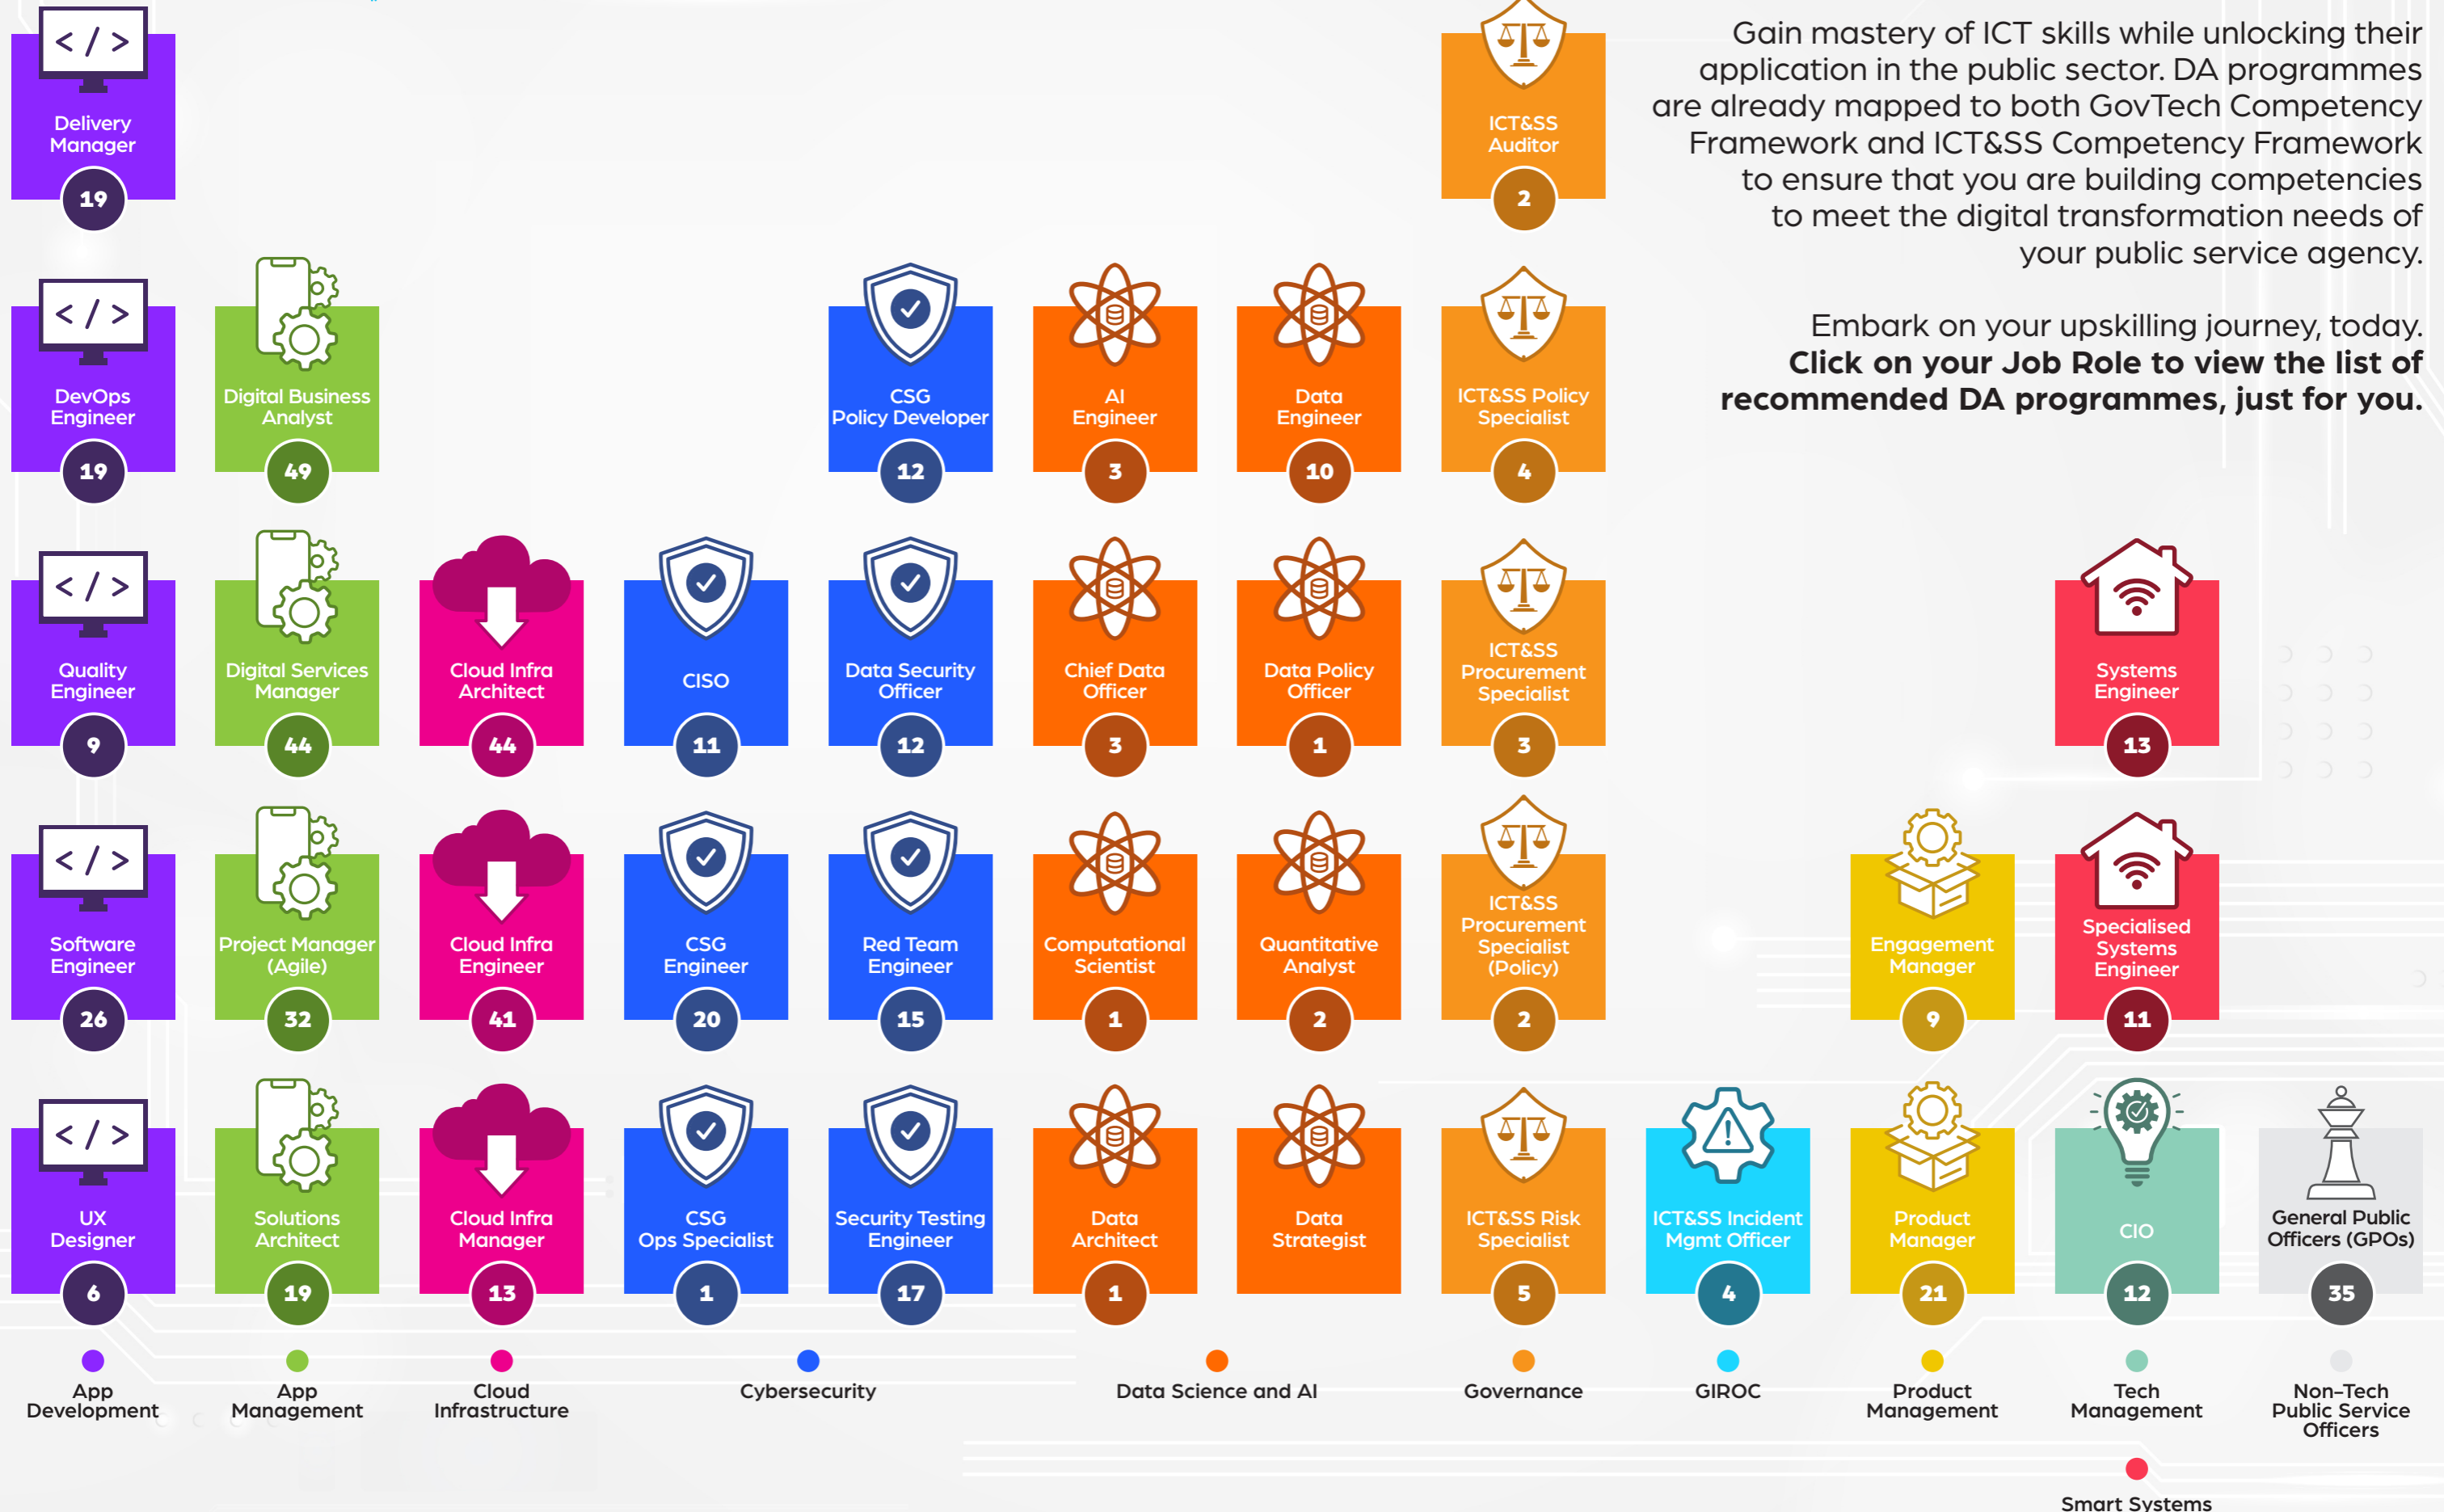 Gain mastery of ICT skills while unlocking their
application in the public sector. DA programmes
are already mapped to both GovTech Competency
Framework and ICT&SS Competency Framework
to ensure that you are building competencies
to meet the digital transformation needs of
your public service agency.
Embark on your upskilling journey, today.
Click on your Job Role to view the list of
recommended DA programmes, just for you.
</>
Delivery
Manager
19
ICT&SS
Auditor
2
</>
DevOps
Engineer
19
Digital Business
Analyst
49
CSG
Policy Developer
12
AI
Engineer
3
Data
Engineer
10
ICT&SS Policy
Specialist
4
</>
Quality
Engineer
9
Digital Services
Manager
44
Cloud Infra
Architect
44
CISO
11
Data Security
Officer
12
Chief Data
Officer
3
Data Policy
Officer
1
ICT&SS
Procurement
Specialist
3
Systems
Engineer
13
</>
Software
Engineer
26
Project Manager
(Agile)
32
Cloud Infra
Engineer
41
CSG
Engineer
20
Red Team
Engineer
15
Computational
Scientist
1
Quantitative
Analyst
2
ICT&SS
Procurement
Specialist
(Policy)
2
Engagement
Manager
9
Specialised
Systems
Engineer
11
</>
UX
Designer
6
Solutions
Architect
19
Cloud Infra
Manager
13
CSG
Ops Specialist
1
Security Testing
Engineer
17
Data
Architect
1
Data
Strategist
ICT&SS Risk
Specialist
5
!
ICT&SS Incident
Mgmt Officer
4
Product
Manager
21
CIO
12
General Public
Officers (GPOs)
35
App
Development
App
Management
Cloud
Infrastructure
Cybersecurity
Data Science and AI
Governance
GIROC
Product
Management
Tech
Management
Non-Tech
Public Service
Officers
Smart Systems